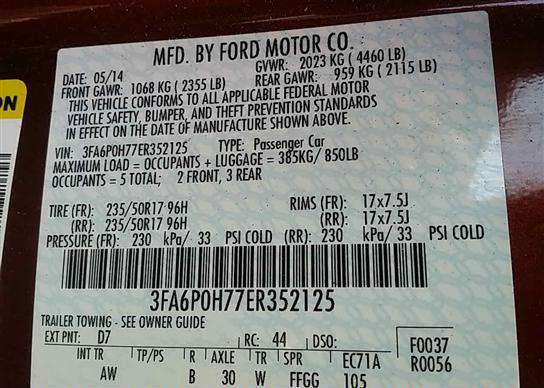 MFD. BY FORD MOTOR CO.
DATE: 05/14 GVWR: 2023 KG ( 4460 LB)
FRONT GAWR: 1068 KG ( 2355 LB) REAR GAWR: 959 KG ( 2115 LB)
THIS VEHICLE CONFORMS TO ALL APPLICABLE FEDERAL MOTOR
VEHICLE SAFETY, BUMPER, AND THEFT PREVENTION STANDARDS
IN EFFECT ON THE DATE OF MANUFACTURE SHOWN ABOVE.
VIN: 3FA6P0H77ER352125 TYPE: Passenger Car
MAXIMUM LOAD = OCCUPANTS + LUGGAGE = 385KG/ 850LB
OCCUPANTS = 5 TOTAL; 2 FRONT, 3 REAR
TIRE (FR): 235/50R17 96H RIMS (FR): 17x7.5J
(RR): 235/50R17 96H (RR): 17x7.5J
PRESSURE (FR): 230 kPa/ 33 PSI COLD (RR): 230 kPa/ 33 PSI COLD
3FA6P0H77ER352125
TRAILER TOWING - SEE OWNER GUIDE
EXT PNT: D7 RC: 44 DSO: F0037
R0056
INT TR TP/PS R AXLE TR SPR EC71A
AW B 30 W FFGG 105
ON